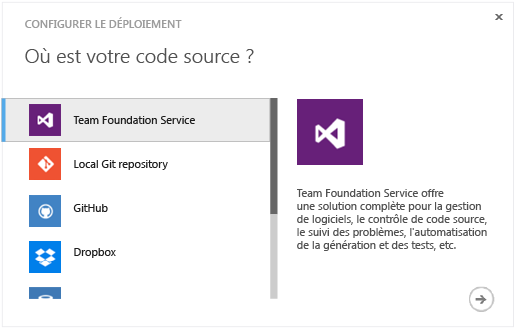 CONFIGURER LE DÉPLOIEMENT
Où est votre code source ?
Team Foundation Service
Local Git repository
GitHub
Dropbox
Team Foundation Service offre
une solution complète pour la gestion
de logiciels, le contrôle de code source,
le suivi des problèmes, l'automatisation
de la génération et des tests, etc.